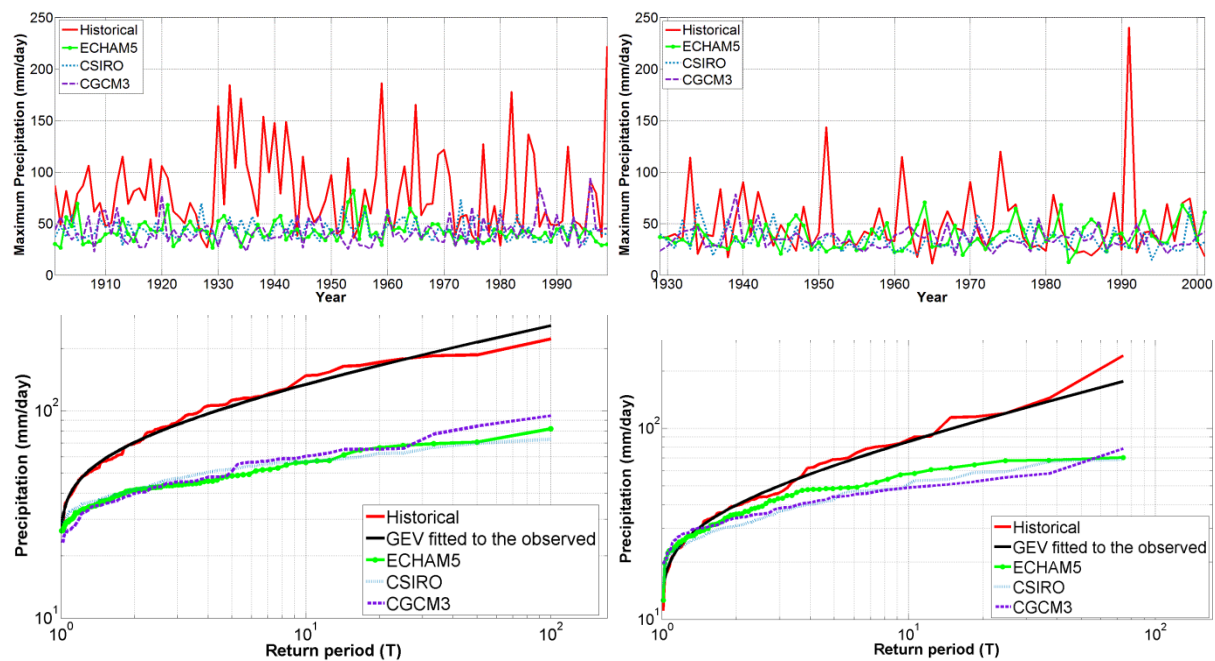 250
200
150
100
50
0
Maximum Precipitation (mm/day)
Historical
ECHAM5
CSIRO
CGCM3
1910 1920 1930 1940 1950 1960 1970 1980 1990
Year
250
200
150
100
50
0
Maximum Precipitation (mm/day)
Historical
ECHAM5
CSIRO
CGCM3
1930 1940 1950 1960 1970 1980 1990 2000
Year
10²
10¹
Precipitation (mm/day)
Historical
GEV fitted to the observed
ECHAM5
CSIRO
CGCM3
10⁰ 10¹ 10²
Return period (T)
10²
10¹
Precipitation (mm/day)
Historical
GEV fitted to the observed
ECHAM5
CSIRO
CGCM3
10⁰ 10¹ 10²
Return period (T)